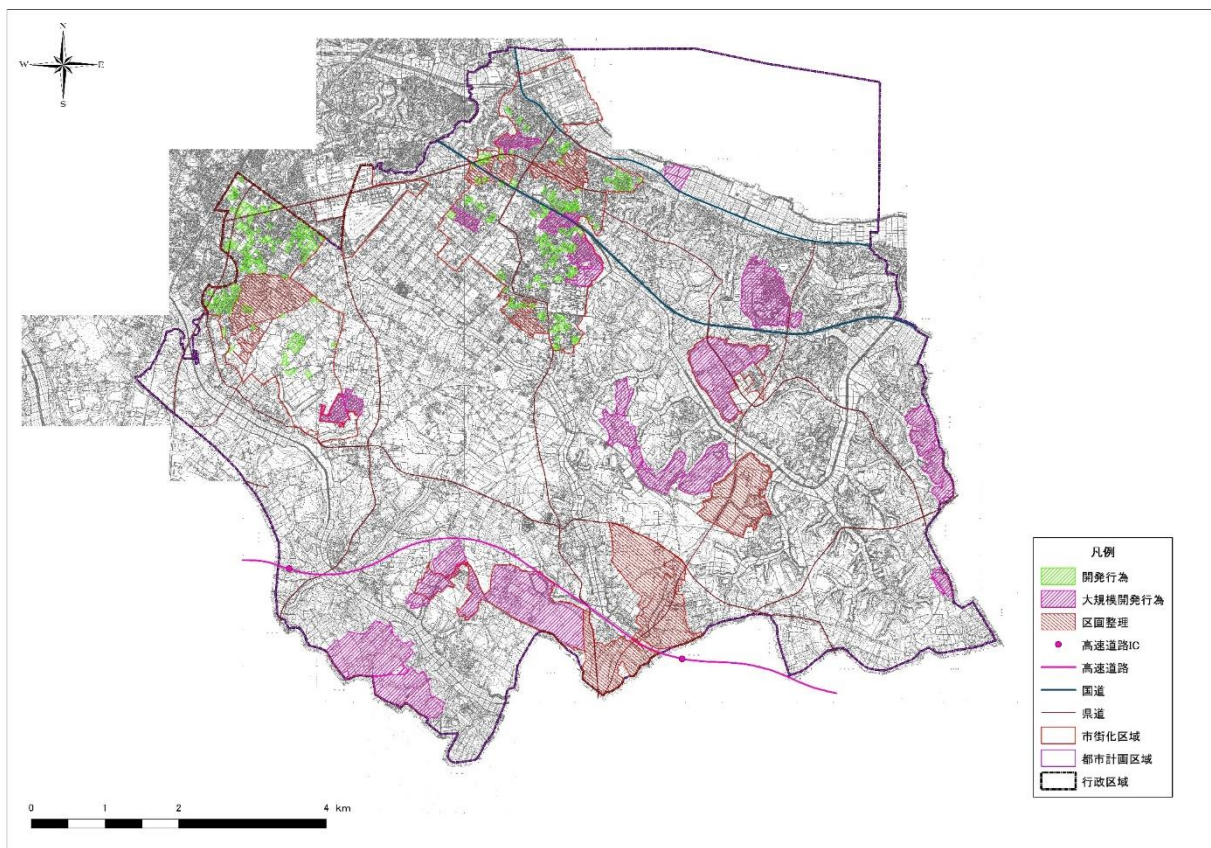 N
W E
S
凡例
開発行為
大規模開発行為
区画整理
高速道路IC
高速道路
国道
県道
市街化区域
都市計画区域
行政区域
0 1 2 4 km